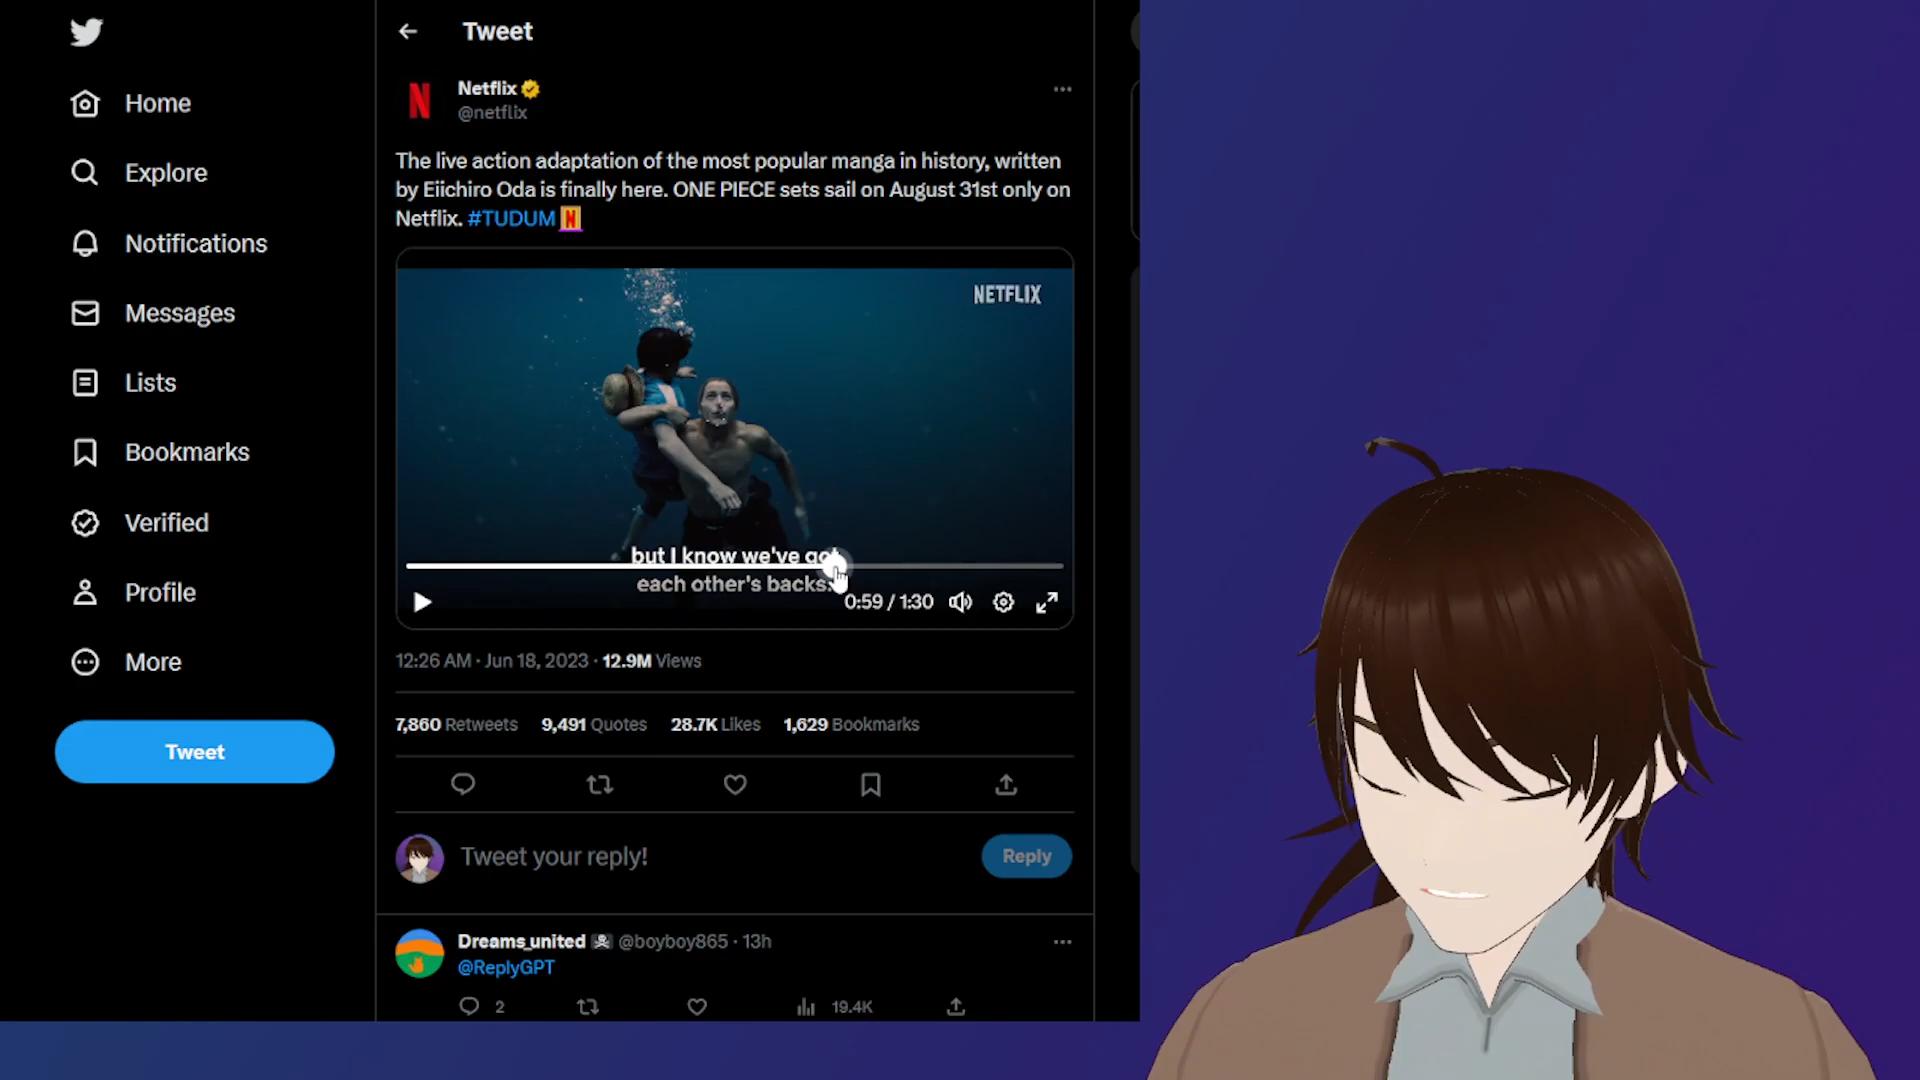 Home
Explore
Notifications
Messages
Lists
Bookmarks
Verified
Profile
More
Tweet
Tweet
Netflix
@netflix
The live action adaptation of the most popular manga in history, written
by Eiichiro Oda is finally here. ONE PIECE sets sail on August 31st only on
Netflix. #TUDUM
NETFLIX
but I know we've got
each other's backs.
0:59 / 1:30
12:26 AM · Jun 18, 2023 · 12.9M Views
7,860 Retweets 9,491 Quotes 28.7K Likes 1,629 Bookmarks
Tweet your reply!
Reply
Dreams_united @boyboy865 · 13h
@ReplyGPT
2
19.4K